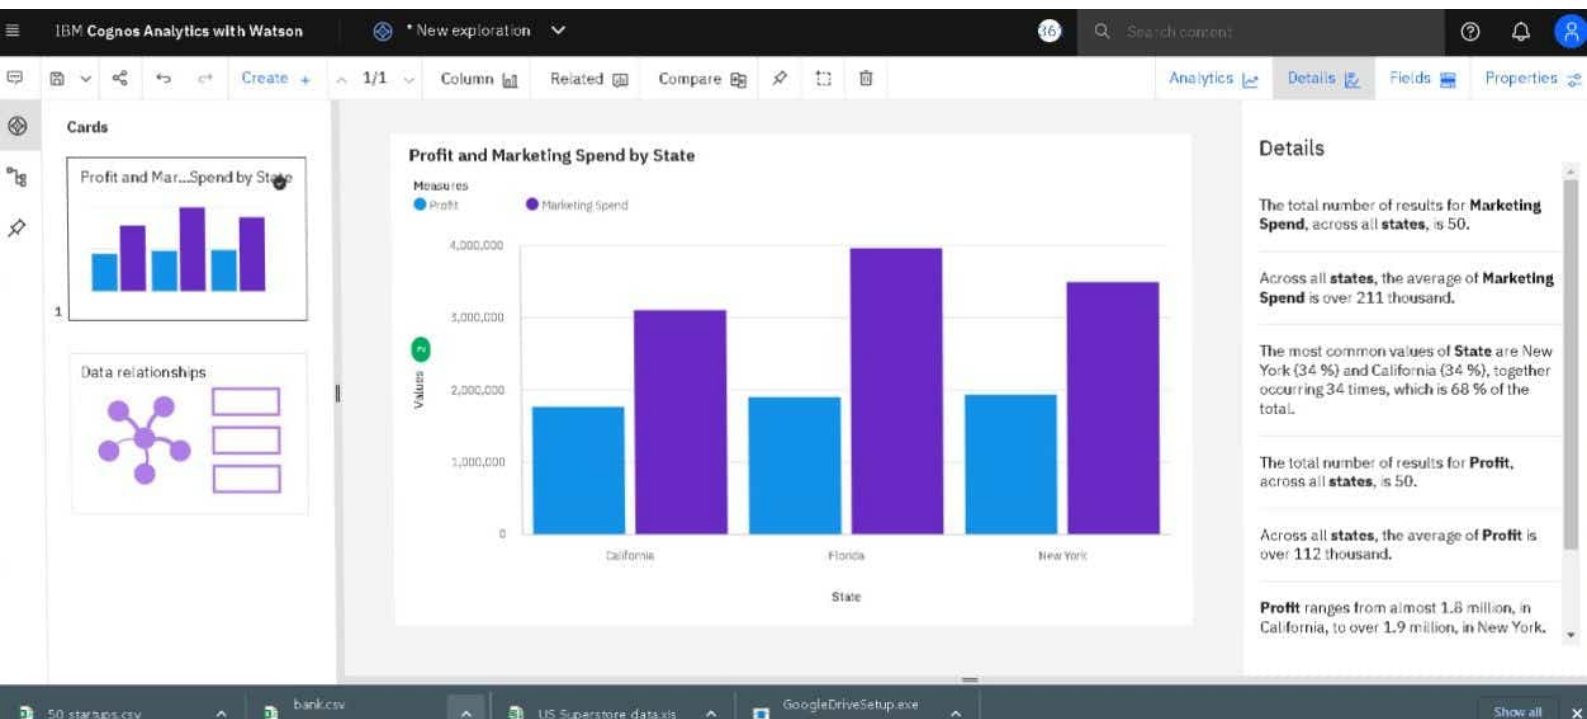 IBM Cognos Analytics with Watson
* New exploration
36
Search content
Create +
1/1
Column
Related
Compare
Analytics
Details
Fields
Properties
Cards
Profit and Mar...Spend by State
1
Data relationships
Profit and Marketing Spend by State
Measures
Profit
Marketing Spend
4,000,000
3,000,000
2,000,000
1,000,000
0
Values
2
California
Florida
New York
State
Details
The total number of results for Marketing
Spend, across all states, is 50.
Across all states, the average of Marketing
Spend is over 211 thousand.
The most common values of State are New
York (34 %) and California (34 %), together
occurring 34 times, which is 68 % of the
total.
The total number of results for Profit,
across all states, is 50.
Across all states, the average of Profit is
over 112 thousand.
Profit ranges from almost 1.8 million, in
California, to over 1.9 million, in New York.
50 startups.csv
bank.csv
US Superstore data.xls
GoogleDriveSetup.exe
Show all